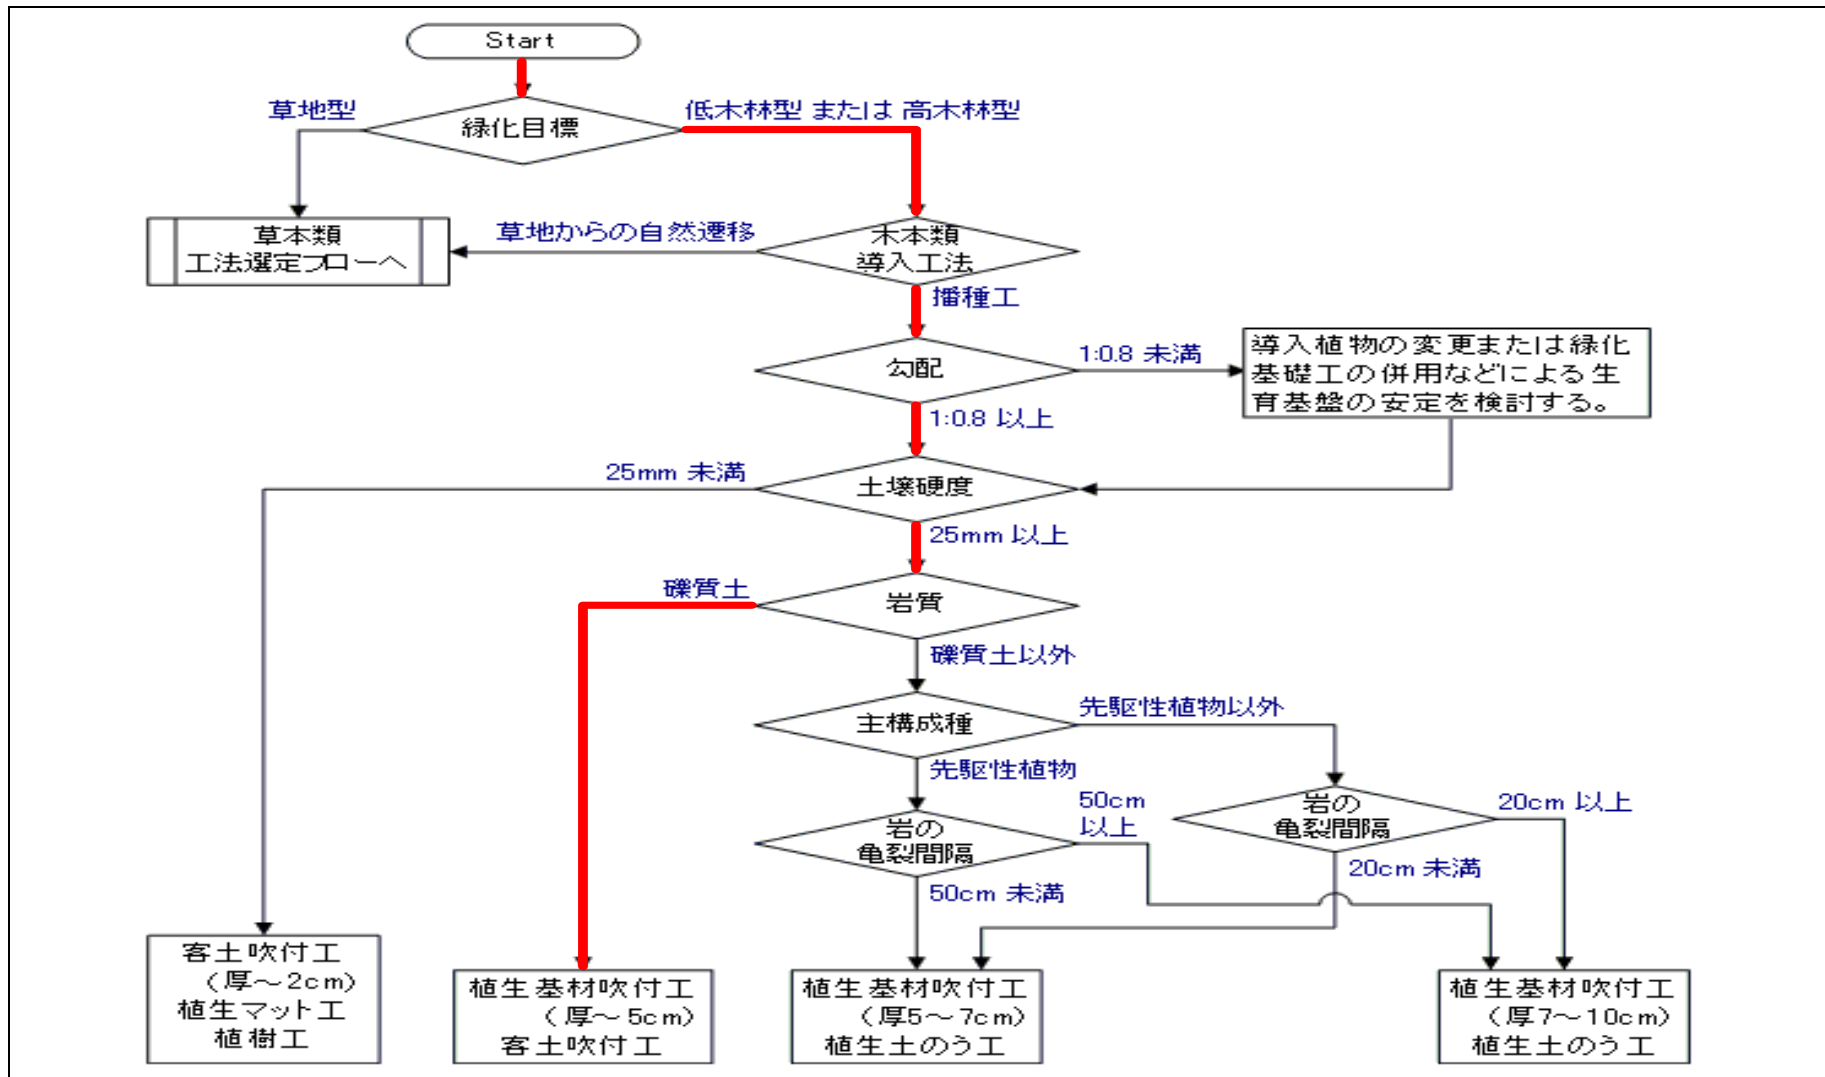 Start
草地型
低木林型 または 高木林型
緑化目標
草本類
工法選定フローへ
草地からの自然遷移
木本類
導入工法
播種工
勾配
1:0.8 未満
導入植物の変更または緑化
基礎工の併用などによる生
育基盤の安定を検討する。
1:0.8 以上
25mm 未満
土壌硬度
25mm 以上
礫質土
岩質
礫質土以外
主構成種
先駆性植物以外
先駆性植物
50cm
以上
岩の
亀裂間隔
岩の
亀裂間隔
20cm 以上
20cm 未満
50cm 未満
客土吹付工
（厚～2cm）
植生マット工
植樹工
植生基材吹付工
（厚～5cm）
客土吹付工
植生基材吹付工
（厚5～7cm）
植生土のう工
植生基材吹付工
（厚7～10cm）
植生土のう工